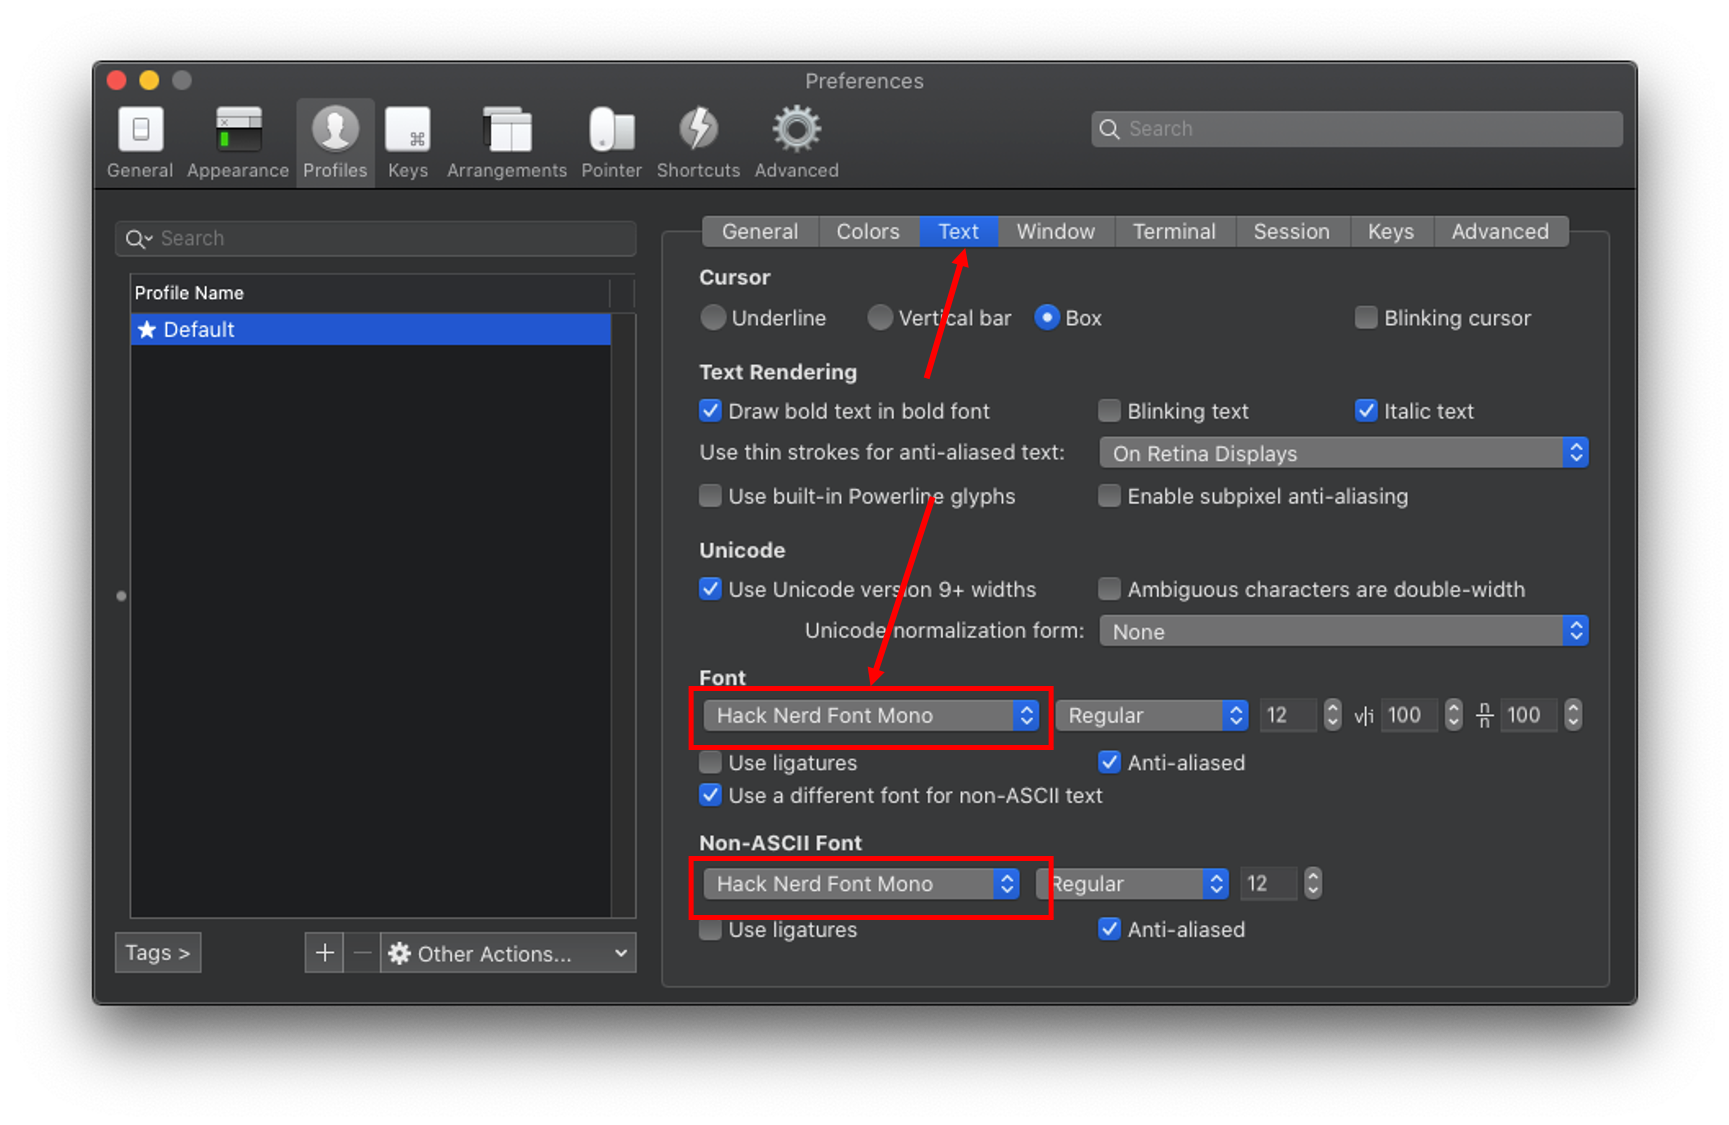 Preferences
General Appearance Profiles Keys Arrangements Pointer Shortcuts Advanced
Search
Search
Profile Name
Default
Tags >
Other Actions...
General Colors Text Window Terminal Session Keys Advanced
Cursor
Underline Vertical bar Box Blinking cursor
Text Rendering
Draw bold text in bold font Blinking text Italic text
Use thin strokes for anti-aliased text: On Retina Displays
Use built-in Powerline glyphs Enable subpixel anti-aliasing
Unicode
Use Unicode version 9+ widths Ambiguous characters are double-width
Unicode normalization form: None
Font
Hack Nerd Font Mono Regular 12 v|i 100 n/n 100
Use ligatures Anti-aliased
Use a different font for non-ASCII text
Non-ASCII Font
Hack Nerd Font Mono Regular 12
Use ligatures Anti-aliased